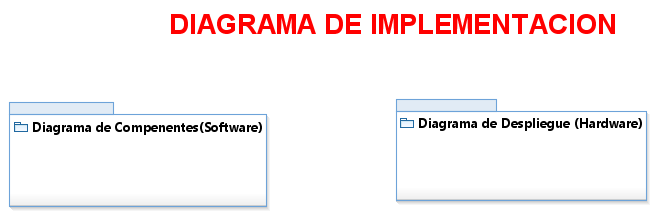 DIAGRAMA DE IMPLEMENTACION
Diagrama de Compenentes(Software)
Diagrama de Despliegue (Hardware)